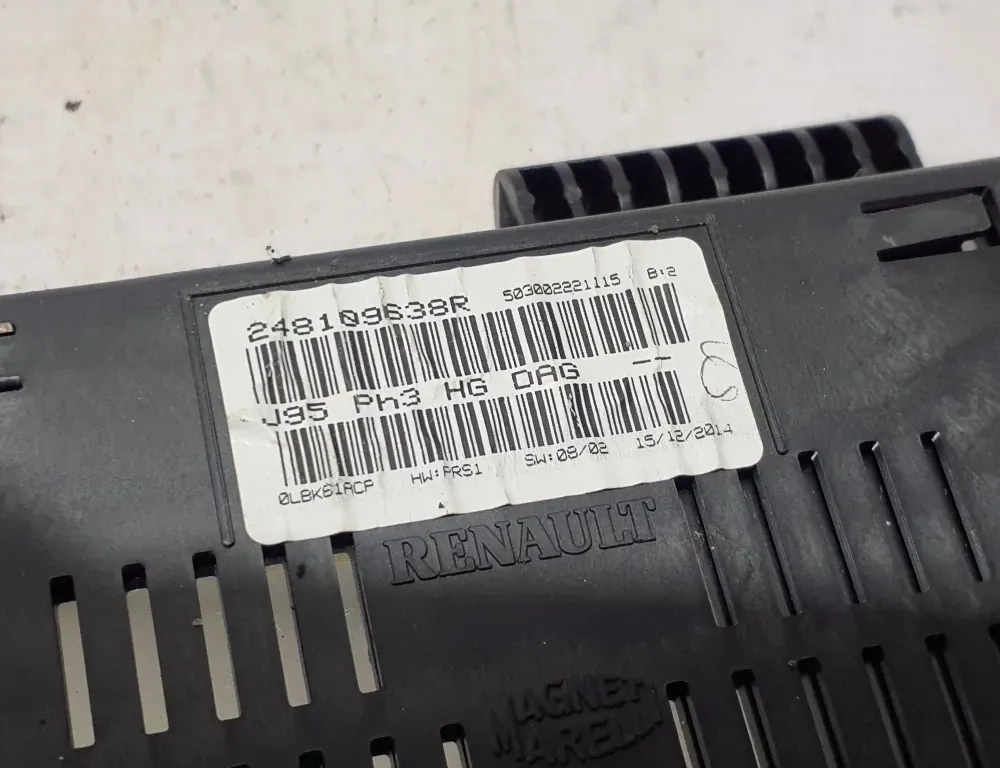 248109638R 503002221115 B:2
J95 Ph3 HG DAG --
0LBK61ACP HW:PRS1 SW:08/02 15/12/2014
RENAULT
MAGNETI
MARELLI